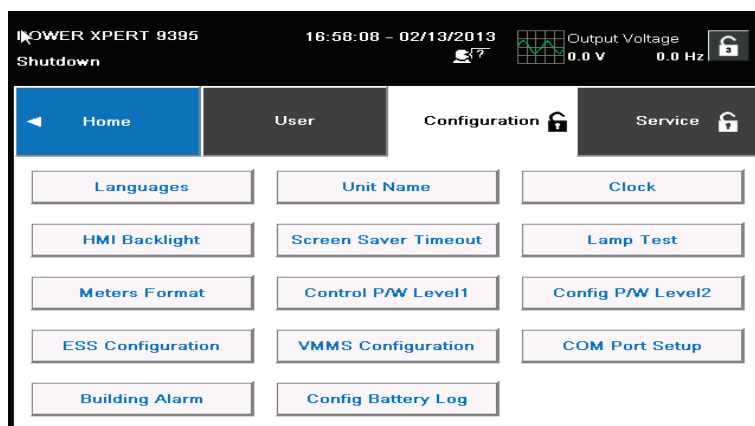 POWER XPERT 9395
16:58:08 - 02/13/2013
Output Voltage
0.0 V 0.0 Hz
Shutdown
Home User Configuration Service
Languages Unit Name Clock
HMI Backlight Screen Saver Timeout Lamp Test
Meters Format Control P/W Level1 Config P/W Level2
ESS Configuration VMMS Configuration COM Port Setup
Building Alarm Config Battery Log